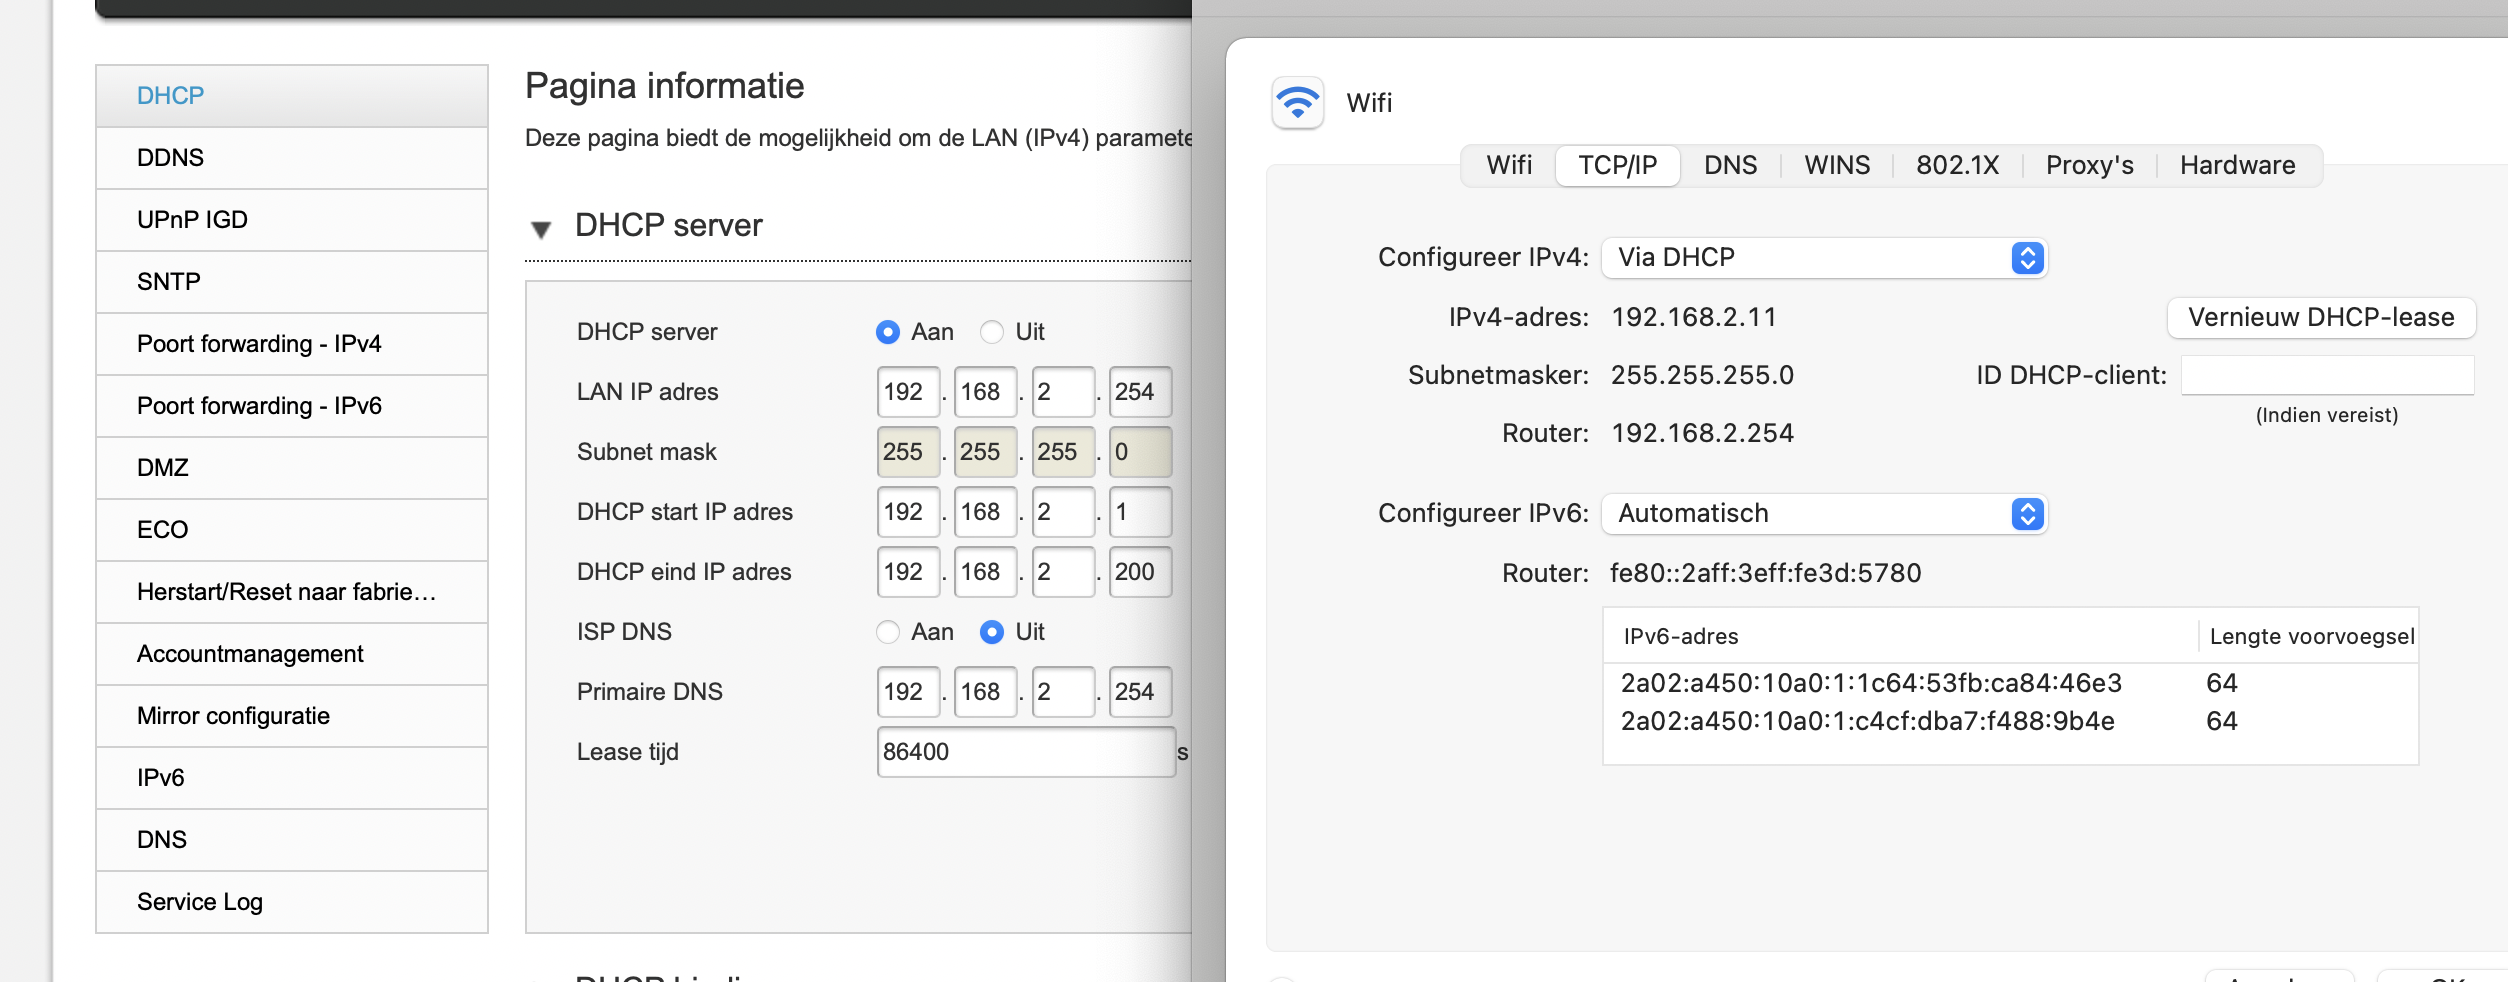 DHCP
DDNS
UPnP IGD
SNTP
Poort forwarding - IPv4
Poort forwarding - IPv6
DMZ
ECO
Herstart/Reset naar fabrie...
Accountmanagement
Mirror configuratie
IPv6
DNS
Service Log
Pagina informatie
Deze pagina biedt de mogelijkheid om de LAN (IPv4)
DHCP server
DHCP server Aan Uit
LAN IP adres 192 . 168 . 2 . 254
Subnet mask 255 . 255 . 255 . 0
DHCP start IP adres 192 . 168 . 2 . 1
DHCP eind IP adres 192 . 168 . 2 . 200
ISP DNS Aan Uit
Primaire DNS 192 . 168 . 2 . 254
Lease tijd 86400 s
Wifi
Wifi TCP/IP DNS WINS 802.1X Proxy's Hardware
Configureer IPv4: Via DHCP
IPv4-adres: 192.168.2.11 Vernieuw DHCP-lease
Subnetmasker: 255.255.255.0 ID DHCP-client:
(Indien vereist)
Router: 192.168.2.254
Configureer IPv6: Automatisch
Router: fe80::2aff:3eff:fe3d:5780
IPv6-adres Lengte voorvoegsel
2a02:a450:10a0:1:1c64:53fb:ca84:46e3 64
2a02:a450:10a0:1:c4cf:dba7:f488:9b4e 64